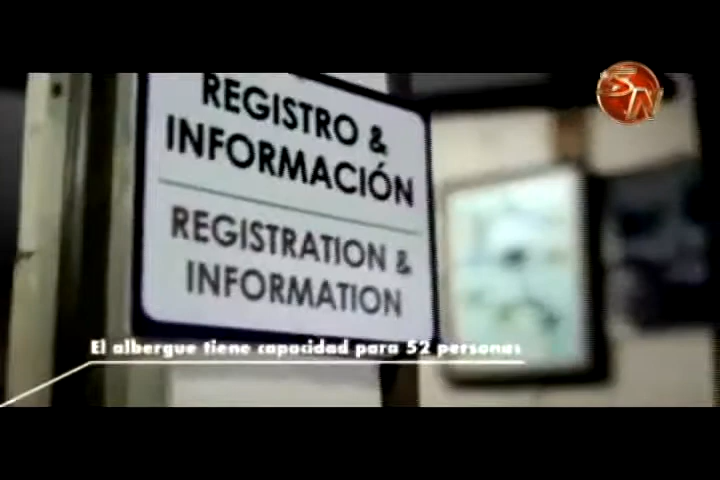 REGISTRO &
INFORMACIÓN
REGISTRATION &
INFORMATION
El albergue tiene capacidad para 52 personas